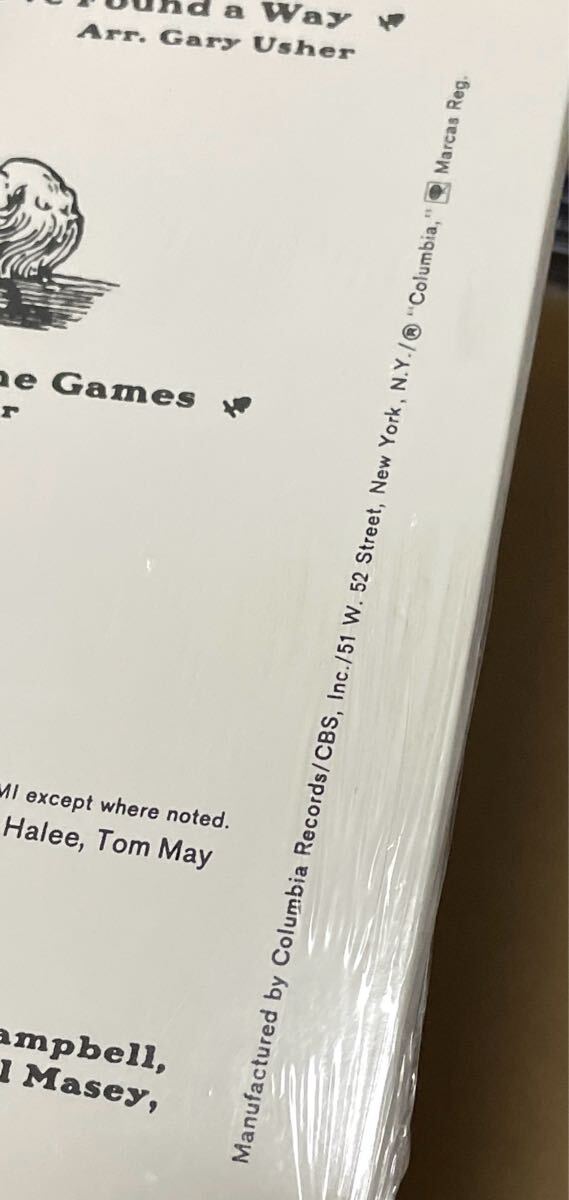 Found a Way
Arr. Gary Usher
Games
r
MI except where noted.
Halee, Tom May
ampbell,
l Masey,
Manufactured by Columbia Records/CBS, Inc./51 W. 52 Street, New York, N.Y./® "Columbia," Marcas Reg.